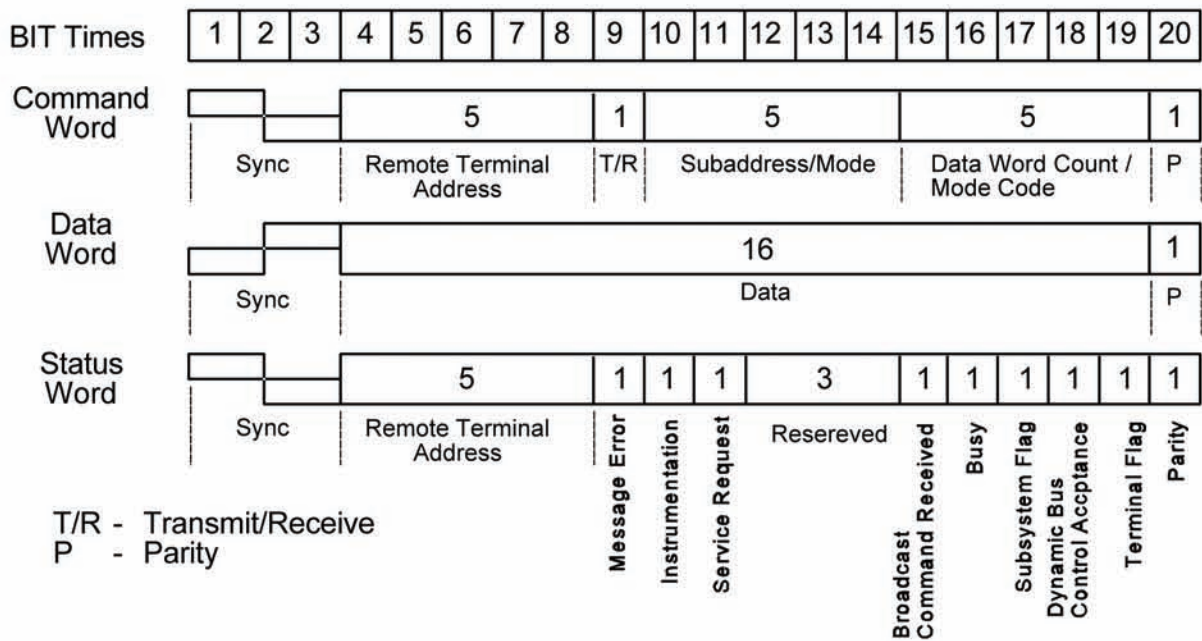 BIT Times 1 2 3 4 5 6 7 8 9 10 11 12 13 14 15 16 17 18 19 20
Command
Word
5 1 5 5 1
Sync
Remote Terminal
Address
T/R
Subaddress/Mode
Data Word Count /
Mode Code
P
Data
Word
16 1
Sync
Data
P
Status
Word
5 1 1 1 3 1 1 1 1 1 1
Sync
Remote Terminal
Address
Message Error
Instrumentation
Service Request
Resereved
Broadcast
Command Received
Busy
Subsystem Flag
Dynamic Bus
Control Accptance
Terminal Flag
Parity
T/R - Transmit/Receive
P - Parity